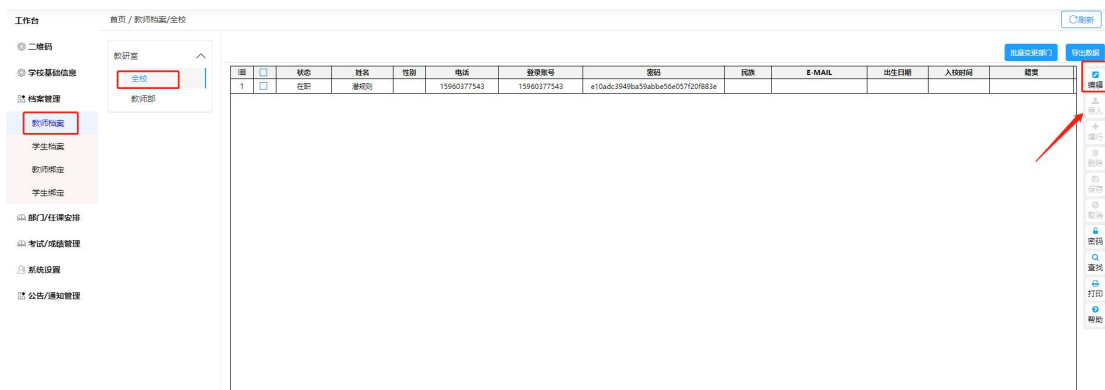 工作台
首页 / 教师档案/全校
刷新
二维码
学校基础信息
档案管理
教师档案
学生档案
教师绑定
学生绑定
部门/任课安排
考试/成绩管理
系统设置
公告/通知管理
教研室
全校
教师部
批量变更部门
导出数据
状态 姓名 性别 电话 登录账号 密码 民族 E-MAIL 出生日期 入校时间 籍贯
1 在职 潜规则 15960377543 15960377543 e10adc3949ba59abbe56e057f20f883e
编辑
导入
增行
删除
保存
取消
密码
查找
打印
帮助